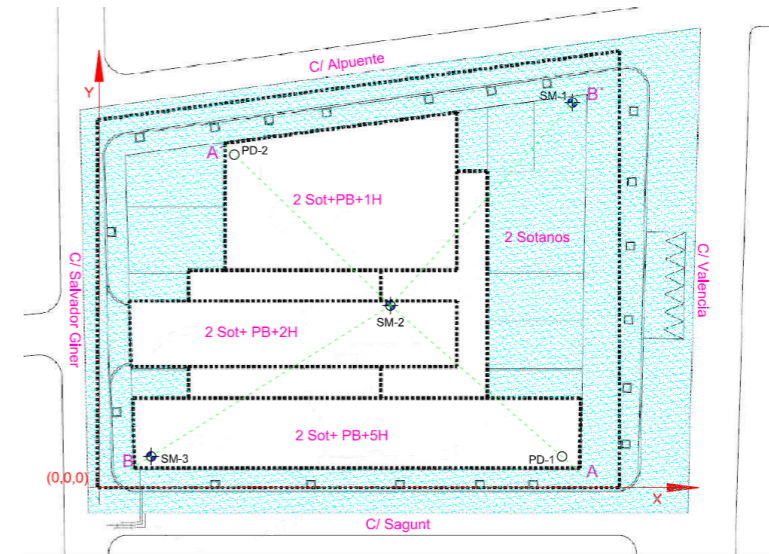 C/ Alpuente
Y
SM-1
B'
A
PD-2
2 Sot+PB+1H
2 Sotanos
C/ Salvador Giner
C/ Valencia
SM-2
2 Sot+ PB+2H
2 Sot+ PB+5H
B
SM-3
PD-1
A
(0,0,0)
X
C/ Sagunt